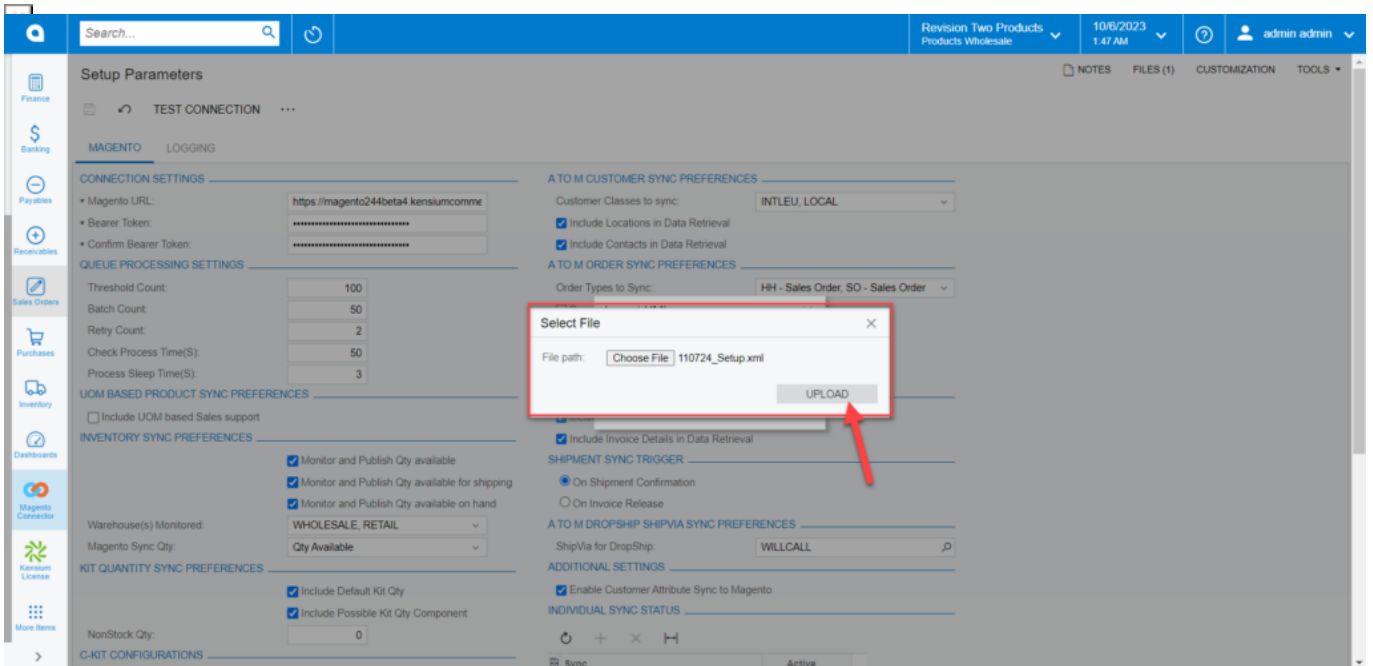 Search...
Revision Two Products
Products Wholesale
10/6/2023
1:47 AM
admin admin
Finance
Banking
Payables
Receivables
Sales Orders
Purchases
Inventory
Dashboards
Magento
Connector
Kensium
License
More Items
Setup Parameters
NOTES FILES (1) CUSTOMIZATION TOOLS
TEST CONNECTION ...
MAGENTO LOGGING
CONNECTION SETTINGS
Magento URL: https://magento244beta4.kensiumcomme
Bearer Token:
Confirm Bearer Token:
QUEUE PROCESSING SETTINGS
Threshold Count: 100
Batch Count: 50
Retry Count: 2
Check Process Time(S): 50
Process Sleep Time(S): 3
UOM BASED PRODUCT SYNC PREFERENCES
Include UOM based Sales support
INVENTORY SYNC PREFERENCES
Monitor and Publish Qty available
Monitor and Publish Qty available for shipping
Monitor and Publish Qty available on hand
Warehouse(s) Monitored: WHOLESALE, RETAIL
Magento Sync Qty: Qty Available
KIT QUANTITY SYNC PREFERENCES
Include Default Kit Qty
Include Possible Kit Qty Component
NonStock Qty: 0
C-KIT CONFIGURATIONS
A TO M CUSTOMER SYNC PREFERENCES
Customer Classes to sync: INTLEU, LOCAL
Include Locations in Data Retrieval
Include Contacts in Data Retrieval
A TO M ORDER SYNC PREFERENCES
Order Types to Sync: HH - Sales Order, SO - Sales Order
Select File
File path: Choose File 110724_Setup.xml
UPLOAD
Include Invoice Details in Data Retrieval
SHIPMENT SYNC TRIGGER
On Shipment Confirmation
On Invoice Release
A TO M DROPSHIP SHIPVIA SYNC PREFERENCES
ShipVia for DropShip: WILLCALL
ADDITIONAL SETTINGS
Enable Customer Attribute Sync to Magento
INDIVIDUAL SYNC STATUS
Sync Active